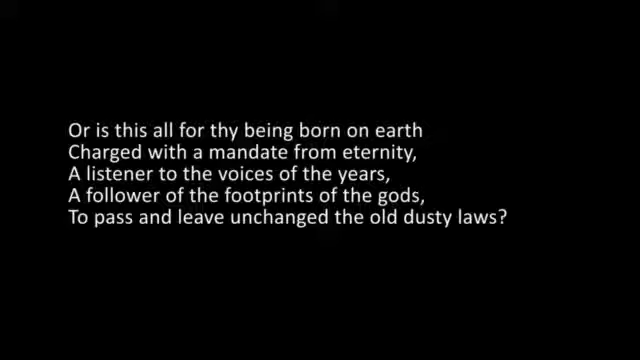 Or is this all for thy being born on earth
Charged with a mandate from eternity,
A listener to the voices of the years,
A follower of the footprints of the gods,
To pass and leave unchanged the old dusty laws?